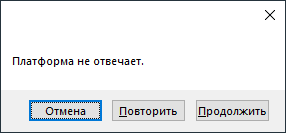 Платформа не отвечает.
Отмена Повторить Продолжить